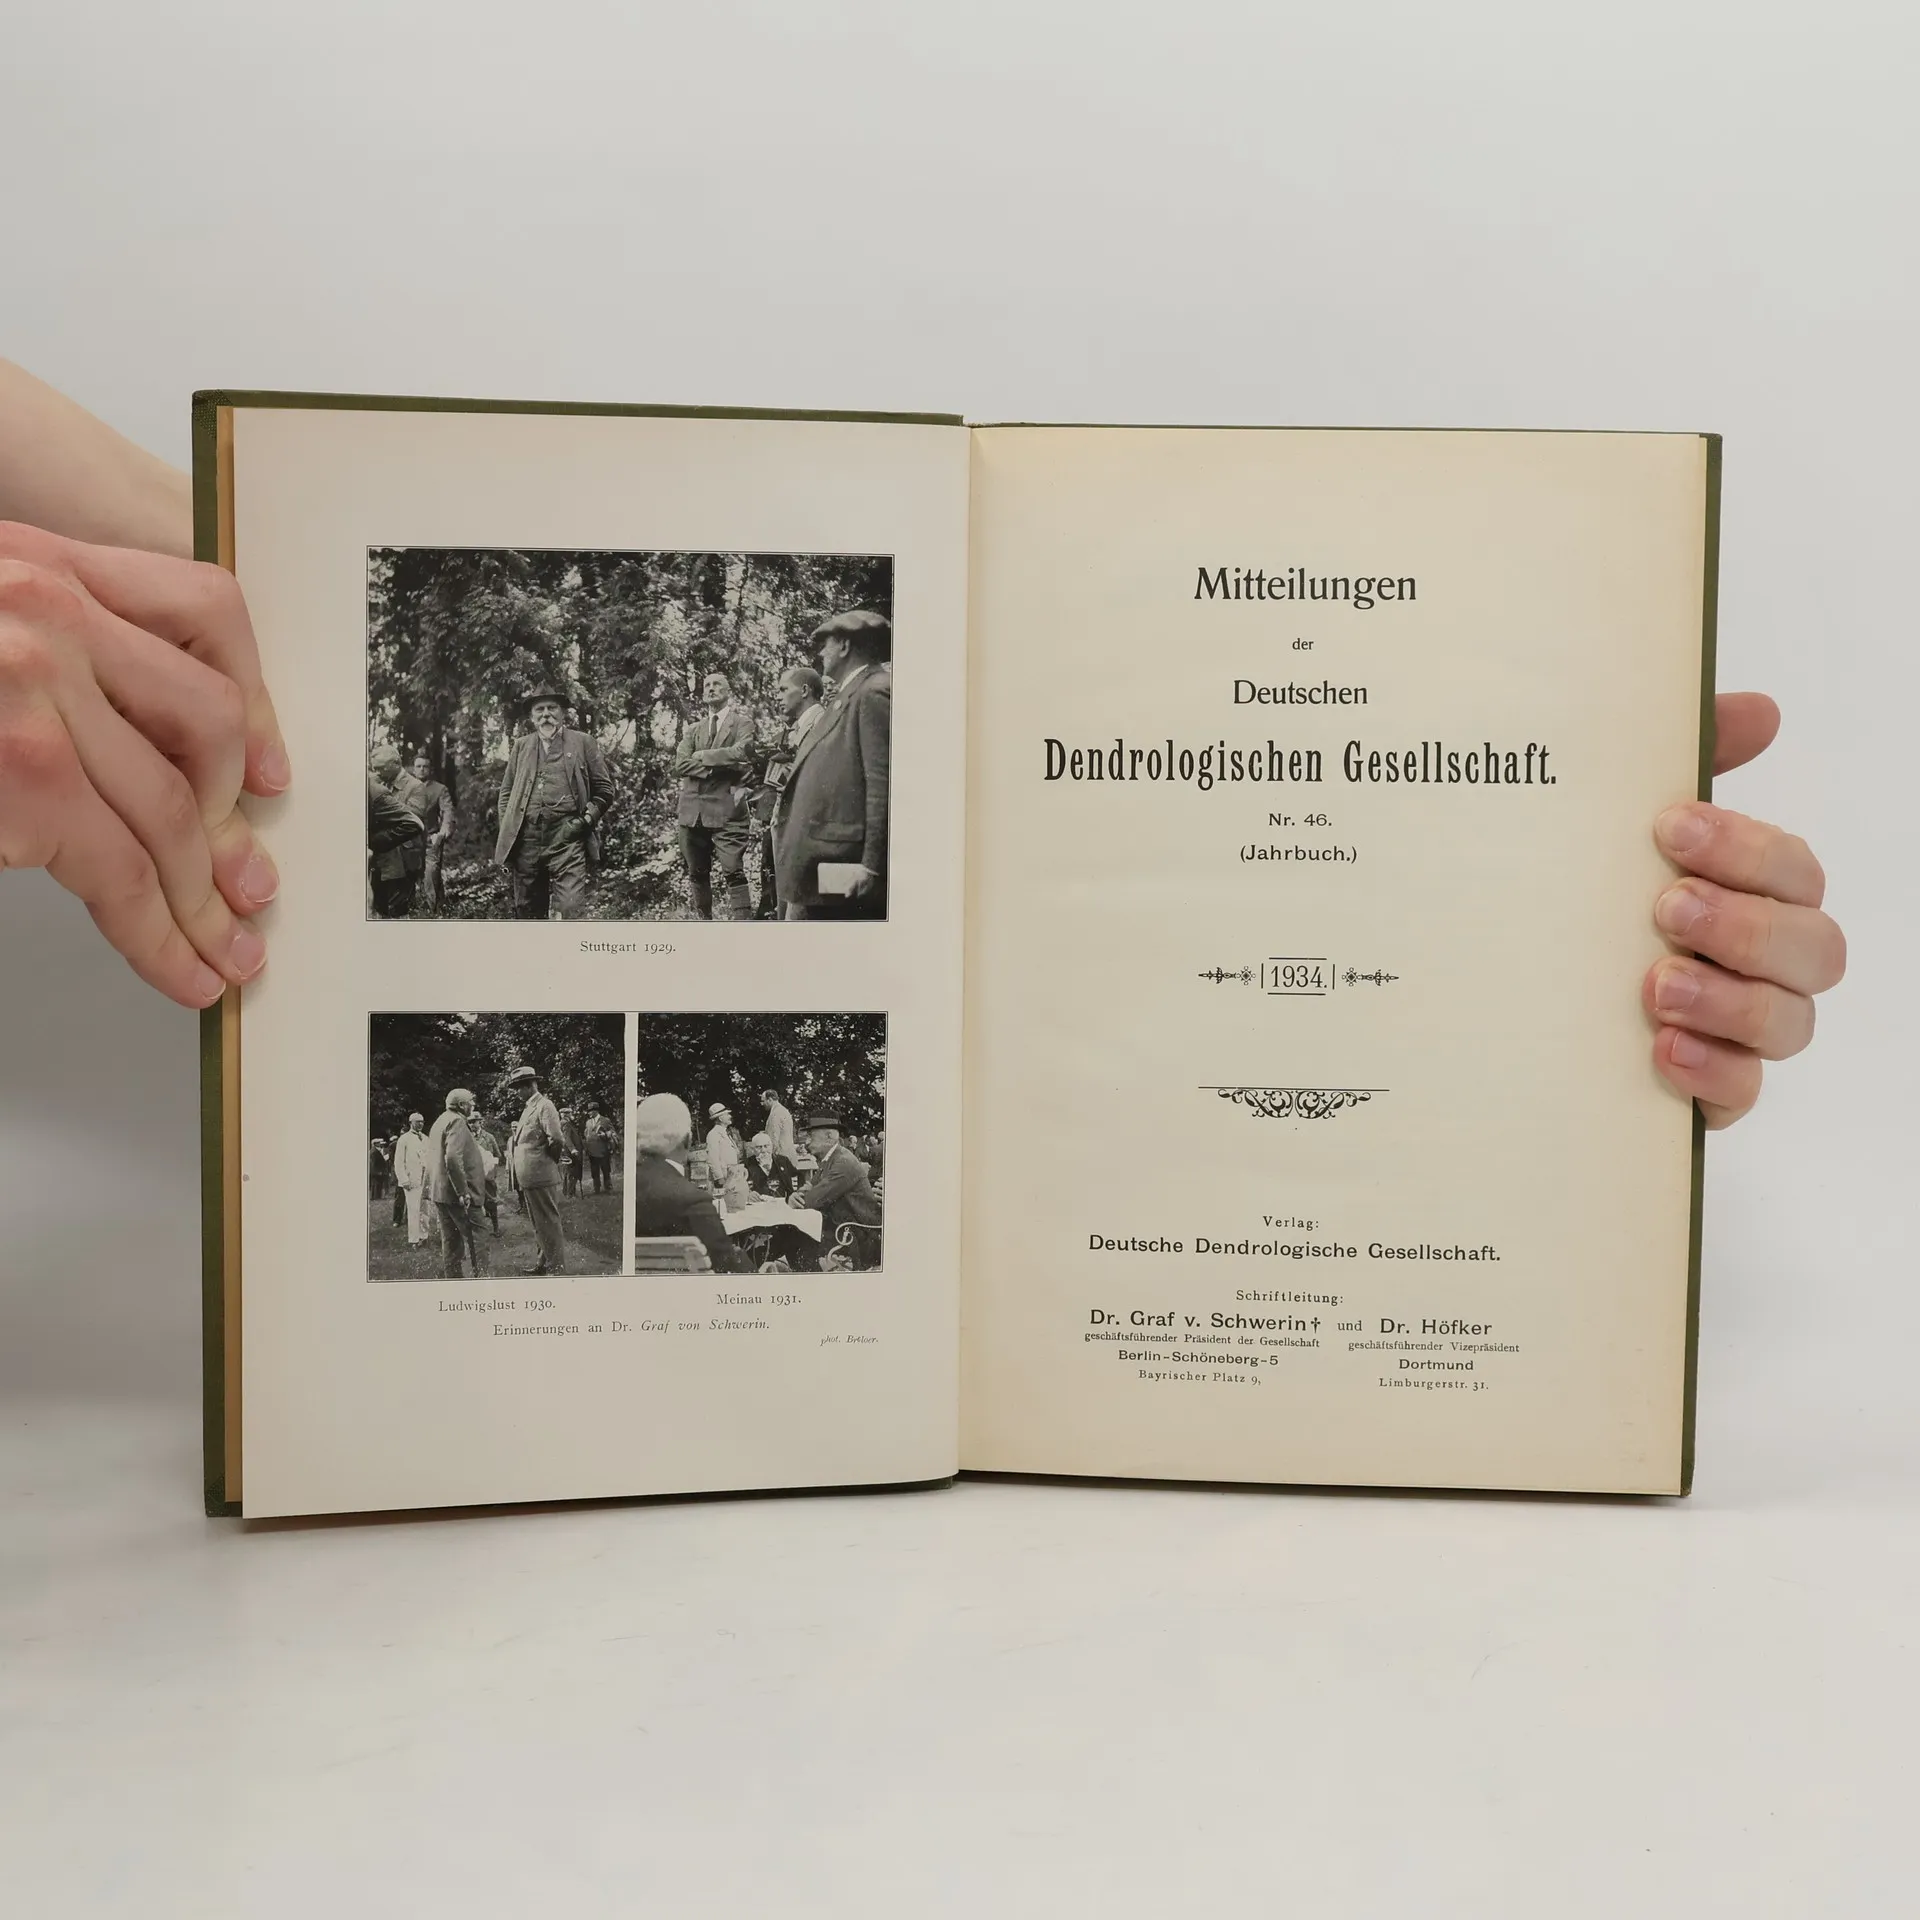 Stuttgart 1929.
Ludwigslust 1930.
Meinau 1931.
Erinnerungen an Dr. Graf von Schwerin.
phot.
Mitteilungen
der
Deutschen
Dendrologischen Gesellschaft.
Nr. 46.
(Jahrbuch.)
1934.
Verlag:
Deutsche Dendrologische Gesellschaft.
Schriftleitung:
Dr. Graf v. Schwerin† und Dr. Höfker
geschäftsführender Präsident der Gesellschaft geschäftsführender Vizepräsident
Berlin-Schöneberg-5 Dortmund
Bayrischer Platz 9, Limburgerstr. 31.